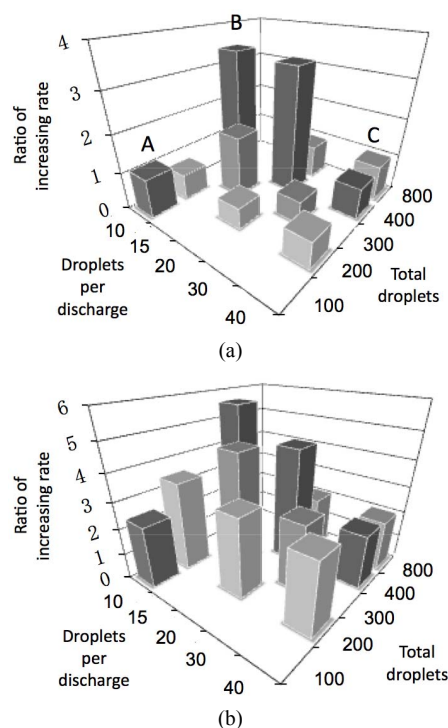 4
3
2
1
0
Ratio of
increasing rate
A
B
C
10
15
20
30
40
Droplets
per
discharge
100
200
300
400
800
Total
droplets
(a)
6
5
4
3
2
1
0
Ratio of
increasing rate
10
15
20
30
40
Droplets
per
discharge
100
200
300
400
800
Total
droplets
(b)